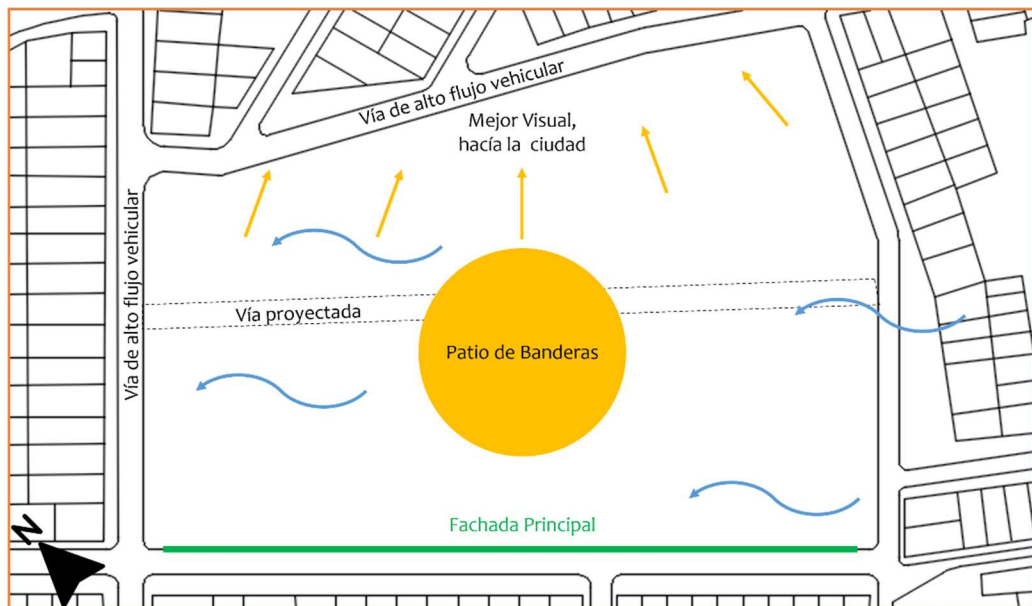 Vía de alto flujo vehicular
Mejor Visual,
hacía la ciudad
Vía de alto flujo vehicular
Vía proyectada
Patio de Banderas
Fachada Principal
N